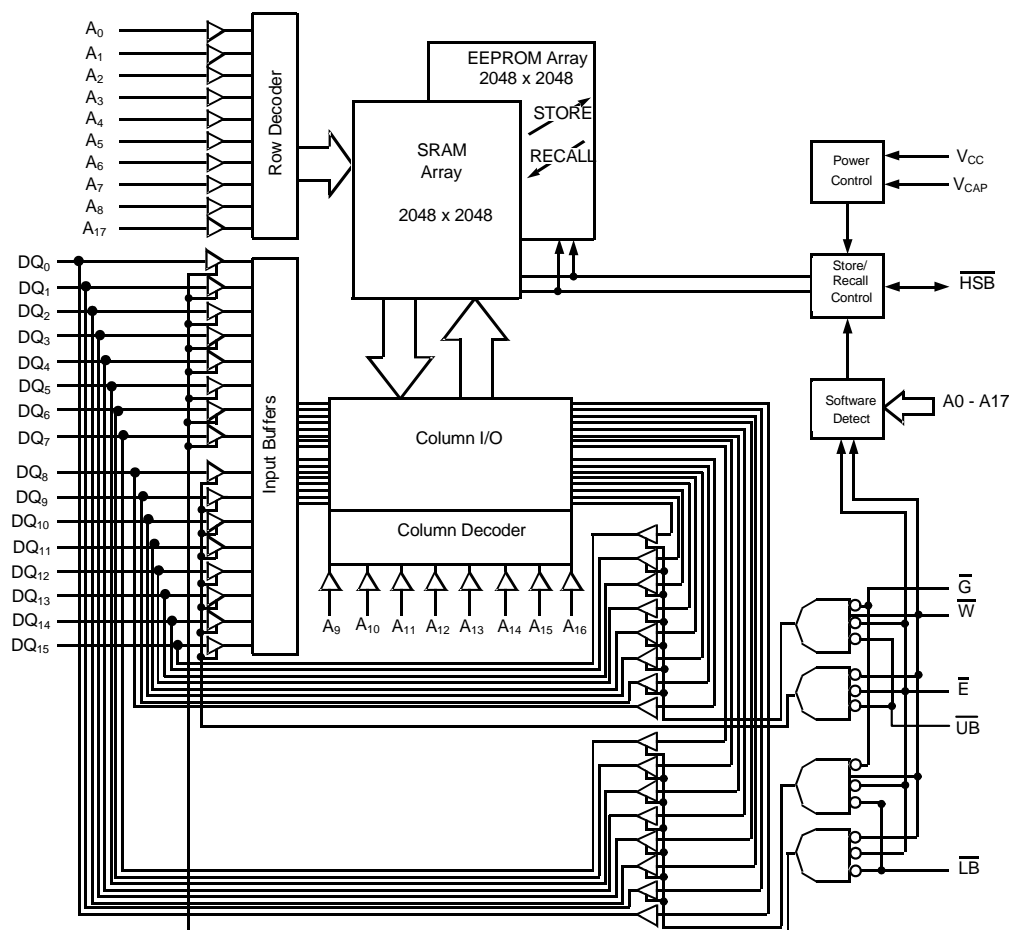 A₀
A₁
A₂
A₃
A₄
A₅
A₆
A₇
A₈
A₁₇
Row Decoder
EEPROM Array
2048 x 2048
STORE
RECALL
SRAM
Array
2048 x 2048
Power
Control
V_CC
V_CAP
Store/
Recall
Control
HSB
Software
Detect
A0 - A17
DQ₀
DQ₁
DQ₂
DQ₃
DQ₄
DQ₅
DQ₆
DQ₇
DQ₈
DQ₉
DQ₁₀
DQ₁₁
DQ₁₂
DQ₁₃
DQ₁₄
DQ₁₅
Input Buffers
Column I/O
Column Decoder
A₉ A₁₀ A₁₁ A₁₂ A₁₃ A₁₄ A₁₅ A₁₆
G
W
E
UB
LB